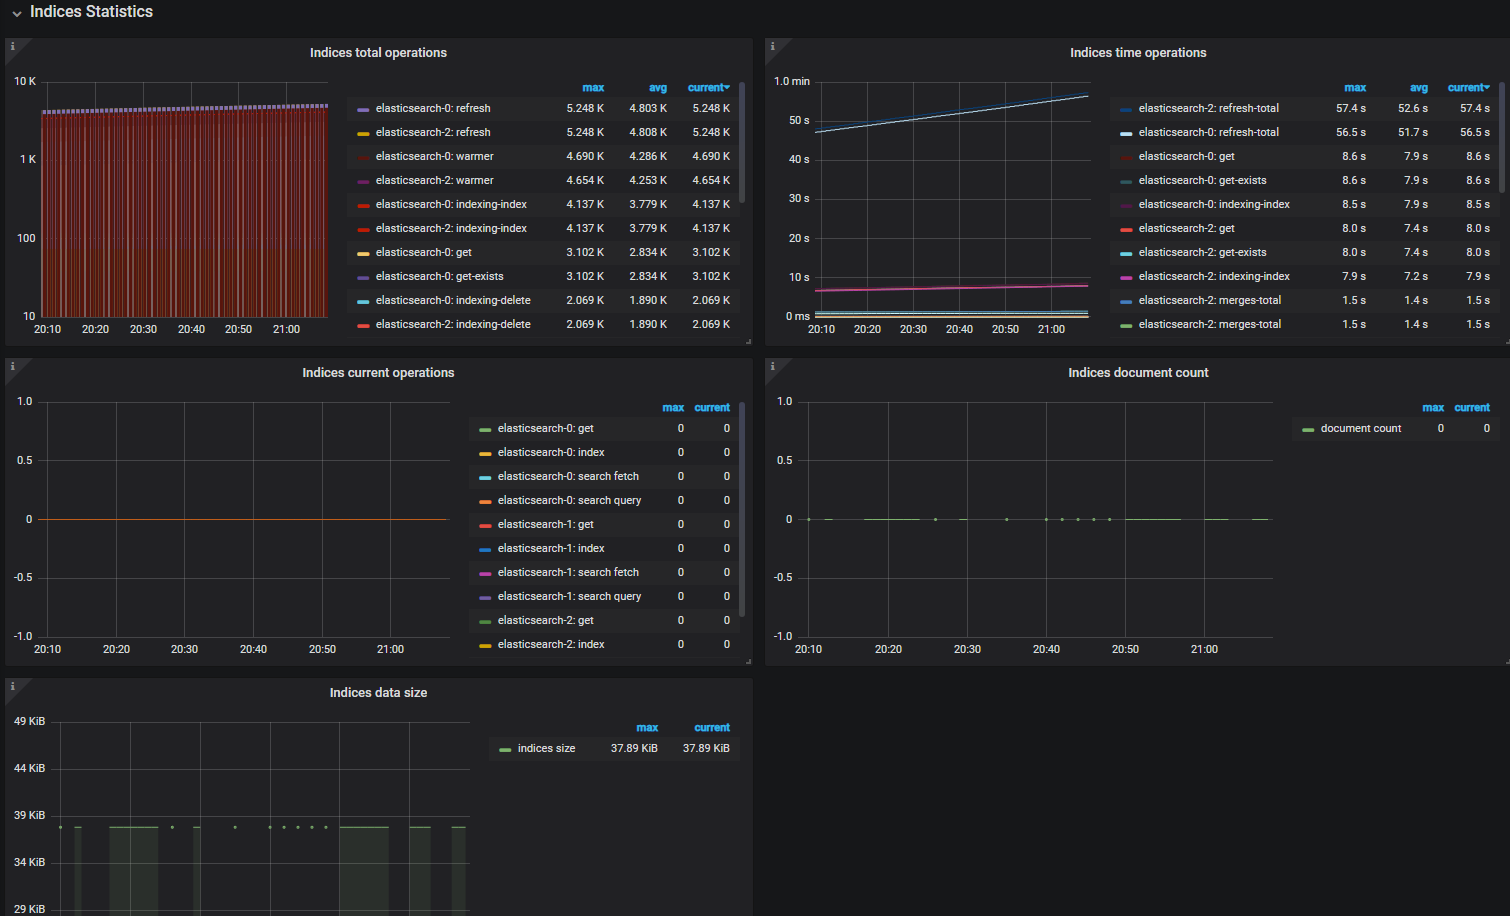 Indices Statistics
Indices total operations
max avg current
10 K
1 K
100
10
20:10 20:20 20:30 20:40 20:50 21:00
elasticsearch-0: refresh 5.248 K 4.803 K 5.248 K
elasticsearch-2: refresh 5.248 K 4.808 K 5.248 K
elasticsearch-0: warmer 4.690 K 4.286 K 4.690 K
elasticsearch-2: warmer 4.654 K 4.253 K 4.654 K
elasticsearch-0: indexing-index 4.137 K 3.779 K 4.137 K
elasticsearch-2: indexing-index 4.137 K 3.779 K 4.137 K
elasticsearch-0: get 3.102 K 2.834 K 3.102 K
elasticsearch-0: get-exists 3.102 K 2.834 K 3.102 K
elasticsearch-0: indexing-delete 2.069 K 1.890 K 2.069 K
elasticsearch-2: indexing-delete 2.069 K 1.890 K 2.069 K
Indices time operations
max avg current
1.0 min
50 s
40 s
30 s
20 s
10 s
0 ms
20:10 20:20 20:30 20:40 20:50 21:00
elasticsearch-2: refresh-total 57.4 s 52.6 s 57.4 s
elasticsearch-0: refresh-total 56.5 s 51.7 s 56.5 s
elasticsearch-0: get 8.6 s 7.9 s 8.6 s
elasticsearch-0: get-exists 8.6 s 7.9 s 8.6 s
elasticsearch-0: indexing-index 8.5 s 7.9 s 8.5 s
elasticsearch-2: get 8.0 s 7.4 s 8.0 s
elasticsearch-2: get-exists 8.0 s 7.4 s 8.0 s
elasticsearch-2: indexing-index 7.9 s 7.2 s 7.9 s
elasticsearch-2: merges-total 1.5 s 1.4 s 1.5 s
elasticsearch-2: merges-total 1.5 s 1.4 s 1.5 s
Indices current operations
max current
1.0
0.5
0
-0.5
-1.0
20:10 20:20 20:30 20:40 20:50 21:00
elasticsearch-0: get 0 0
elasticsearch-0: index 0 0
elasticsearch-0: search fetch 0 0
elasticsearch-0: search query 0 0
elasticsearch-1: get 0 0
elasticsearch-1: index 0 0
elasticsearch-1: search fetch 0 0
elasticsearch-1: search query 0 0
elasticsearch-2: get 0 0
elasticsearch-2: index 0 0
Indices document count
max current
1.0
0.5
0
-0.5
-1.0
20:10 20:20 20:30 20:40 20:50 21:00
document count 0 0
Indices data size
max current
49 KiB
44 KiB
39 KiB
34 KiB
29 KiB
indices size 37.89 KiB 37.89 KiB